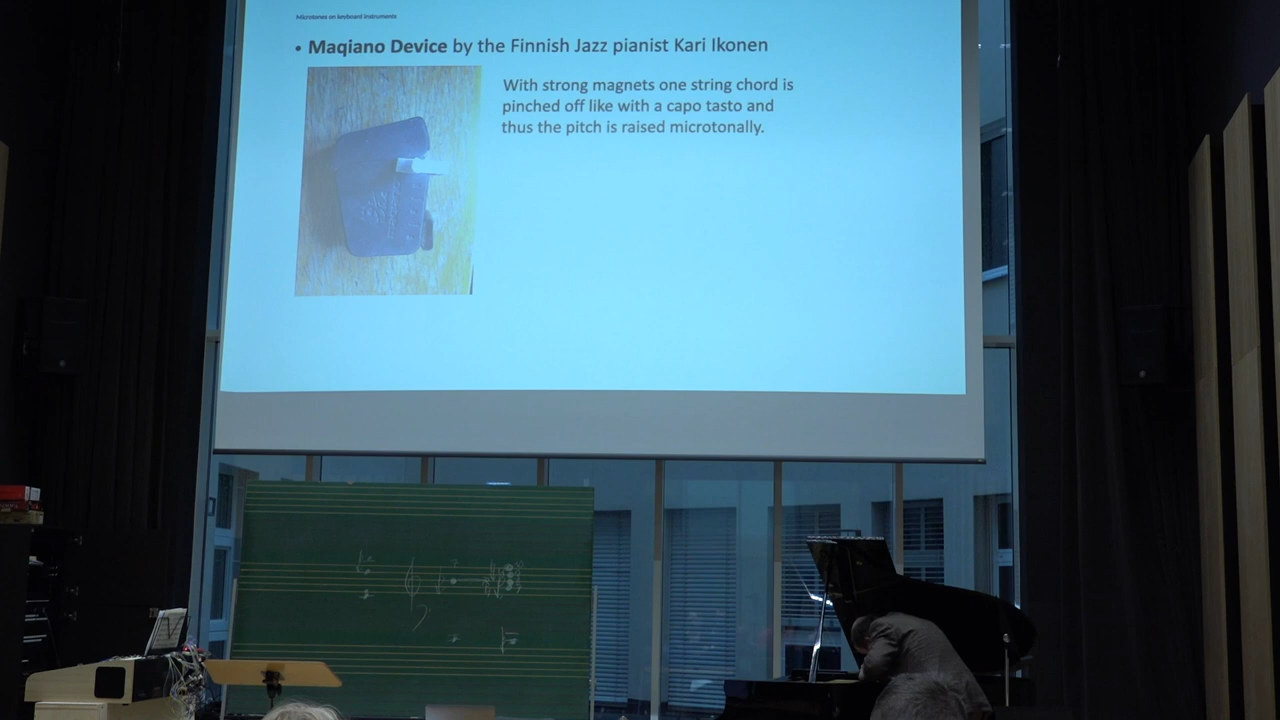 Microtones on keyboard instruments
• Maqiano Device by the Finnish Jazz pianist Kari Ikonen
With strong magnets one string chord is
pinched off like with a capo tasto and
thus the pitch is raised microtonally.